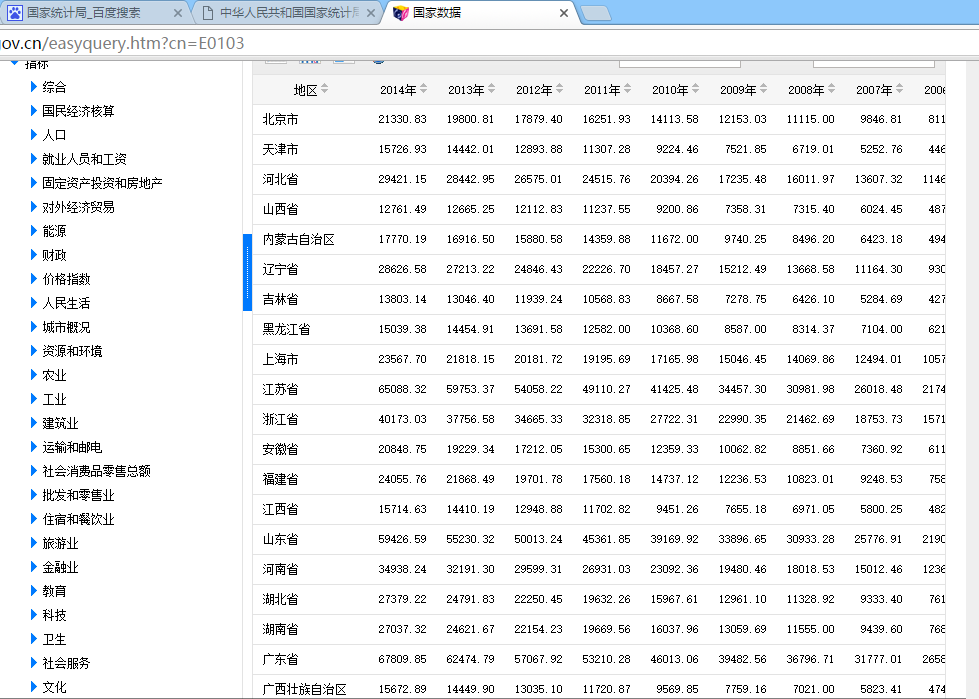 国家统计局_百度搜索
中华人民共和国国家统计
国家数据
ov.cn/easyquery.htm?cn=E0103
指标
综合
国民经济核算
人口
就业人员和工资
固定资产投资和房地产
对外经济贸易
能源
财政
价格指数
人民生活
城市概况
资源和环境
农业
工业
建筑业
运输和邮电
社会消费品零售总额
批发和零售业
住宿和餐饮业
旅游业
金融业
教育
科技
卫生
社会服务
文化
地区 2014年 2013年 2012年 2011年 2010年 2009年 2008年 2007年 2006
北京市 21330.83 19800.81 17879.40 16251.93 14113.58 12153.03 11115.00 9846.81 811
天津市 15726.93 14442.01 12893.88 11307.28 9224.46 7521.85 6719.01 5252.76 446
河北省 29421.15 28442.95 26575.01 24515.76 20394.26 17235.48 16011.97 13607.32 1146
山西省 12761.49 12665.25 12112.83 11237.55 9200.86 7358.31 7315.40 6024.45 487
内蒙古自治区 17770.19 16916.50 15880.58 14359.88 11672.00 9740.25 8496.20 6423.18 494
辽宁省 28626.58 27213.22 24846.43 22226.70 18457.27 15212.49 13668.58 11164.30 930
吉林省 13803.14 13046.40 11939.24 10568.83 8667.58 7278.75 6426.10 5284.69 427
黑龙江省 15039.38 14454.91 13691.58 12582.00 10368.60 8587.00 8314.37 7104.00 621
上海市 23567.70 21818.15 20181.72 19195.69 17165.98 15046.45 14069.86 12494.01 1057
江苏省 65088.32 59753.37 54058.22 49110.27 41425.48 34457.30 30981.98 26018.48 2174
浙江省 40173.03 37756.58 34665.33 32318.85 27722.31 22990.35 21462.69 18753.73 1571
安徽省 20848.75 19229.34 17212.05 15300.65 12359.33 10062.82 8851.66 7360.92 611
福建省 24055.76 21868.49 19701.78 17560.18 14737.12 12236.53 10823.01 9248.53 758
江西省 15714.63 14410.19 12948.88 11702.82 9451.26 7655.18 6971.05 5800.25 482
山东省 59426.59 55230.32 50013.24 45361.85 39169.92 33896.65 30933.28 25776.91 2190
河南省 34938.24 32191.30 29599.31 26931.03 23092.36 19480.46 18018.53 15012.46 1236
湖北省 27379.22 24791.83 22250.45 19632.26 15967.61 12961.10 11328.92 9333.40 761
湖南省 27037.32 24621.67 22154.23 19669.56 16037.96 13059.69 11555.00 9439.60 768
广东省 67809.85 62474.79 57067.92 53210.28 46013.06 39482.56 36796.71 31777.01 2658
广西壮族自治区 15672.89 14449.90 13035.10 11720.87 9569.85 7759.16 7021.00 5823.41 474